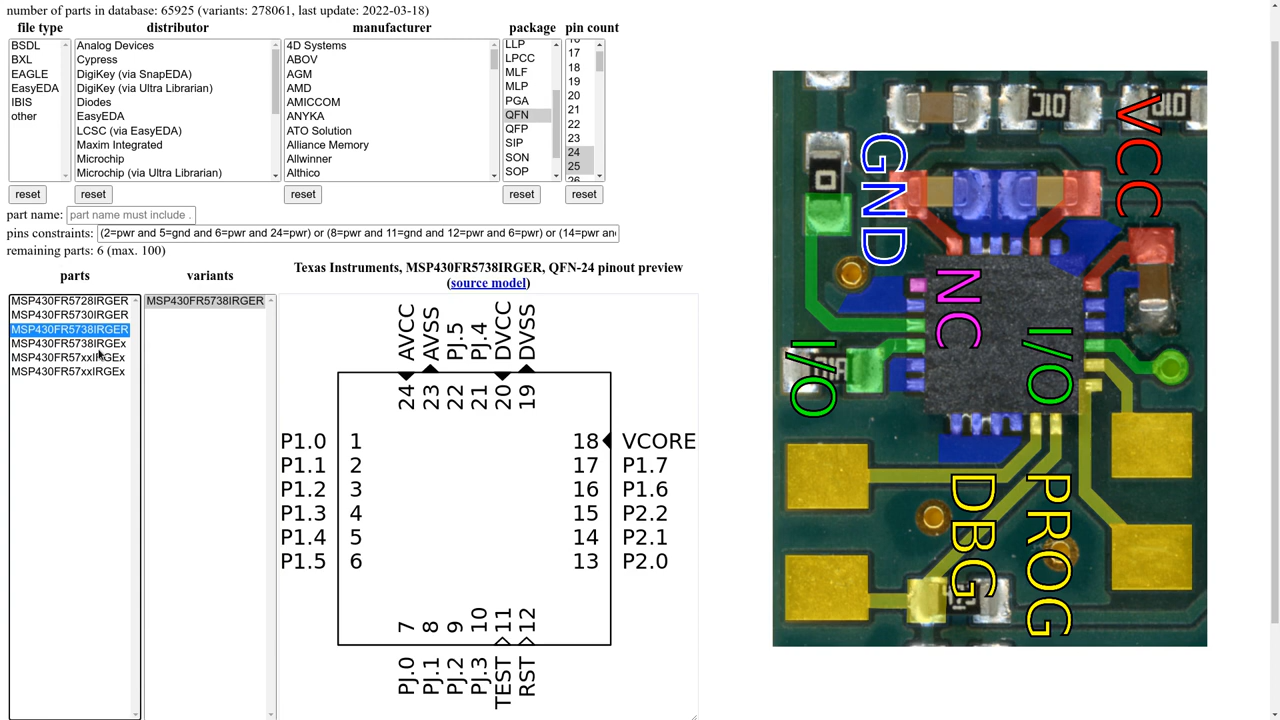 number of parts in database: 65925 (variants: 278061, last update: 2022-03-18)
file type distributor manufacturer package pin count
BSDL
BXL
EAGLE
EasyEDA
IBIS
other
Analog Devices
Cypress
DigiKey (via SnapEDA)
DigiKey (via Ultra Librarian)
Diodes
EasyEDA
LCSC (via EasyEDA)
Maxim Integrated
Microchip
Microchip (via Ultra Librarian)
4D Systems
ABOV
AGM
AMD
AMICCOM
ANYKA
ATO Solution
Alliance Memory
Allwinner
Althico
LLP
LPCC
MLF
MLP
PGA
QFN
QFP
SIP
SON
SOP
16
17
18
19
20
21
22
23
24
25
26
reset reset reset reset reset
part name: part name must include .
pins constraints: (2=pwr and 5=gnd and 6=pwr and 24=pwr) or (8=pwr and 11=gnd and 12=pwr and 6=pwr) or (14=pwr an
remaining parts: 6 (max. 100)
parts variants
MSP430FR5728IRGER
MSP430FR5730IRGER
MSP430FR5738IRGER
MSP430FR5738IRGEx
MSP430FR57xxIRGEx
MSP430FR57xxIRGEx
MSP430FR5738IRGER
Texas Instruments, MSP430FR5738IRGER, QFN-24 pinout preview
(source model)
AVCC AVSS PJ.5 PJ.4 DVCC DVSS
24 23 22 21 20 19
P1.0 1 18 VCORE
P1.1 2 17 P1.7
P1.2 3 16 P1.6
P1.3 4 15 P2.2
P1.4 5 14 P2.1
P1.5 6 13 P2.0
7 8 9 10 11 12
PJ.0 PJ.1 PJ.2 PJ.3 TEST RST
VCC
GND
NC
I/O
I/O
DBG
PROG
0